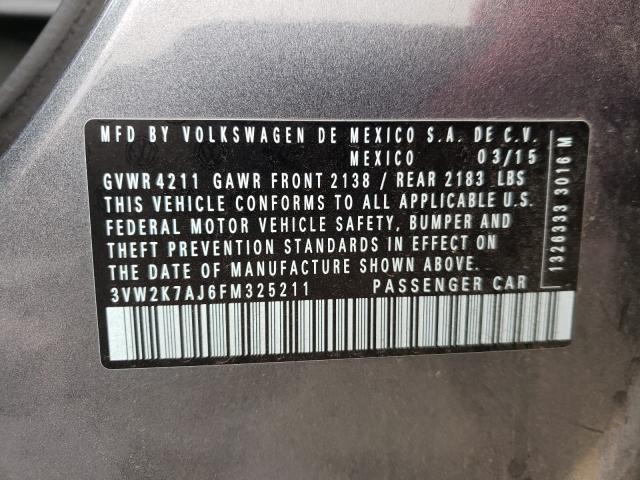 MFD BY VOLKSWAGEN DE MEXICO S.A. DE C.V.
MEXICO 03/15
GVWR 4211 GAWR FRONT 2138 / REAR 2183 LBS
THIS VEHICLE CONFORMS TO ALL APPLICABLE U.S.
FEDERAL MOTOR VEHICLE SAFETY, BUMPER AND
THEFT PREVENTION STANDARDS IN EFFECT ON
THE DATE OF MANUFACTURE SHOWN ABOVE.
3VW2K7AJ6FM325211 PASSENGER CAR
1326333 3016 M